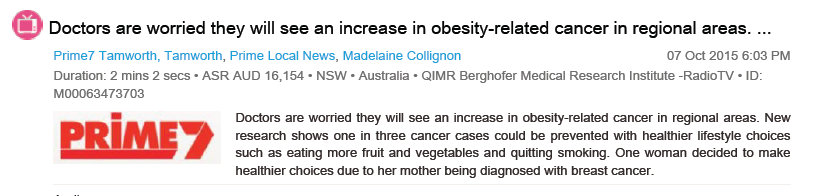 Doctors are worried they will see an increase in obesity-related cancer in regional areas. ...
Prime7 Tamworth, Tamworth, Prime Local News, Madelaine Collignon 07 Oct 2015 6:03 PM
Duration: 2 mins 2 secs • ASR AUD 16,154 • NSW • Australia • QIMR Berghofer Medical Research Institute -RadioTV • ID:
M00063473703
PRIME7
Doctors are worried they will see an increase in obesity-related cancer in regional areas. New
research shows one in three cancer cases could be prevented with healthier lifestyle choices
such as eating more fruit and vegetables and quitting smoking. One woman decided to make
healthier choices due to her mother being diagnosed with breast cancer.